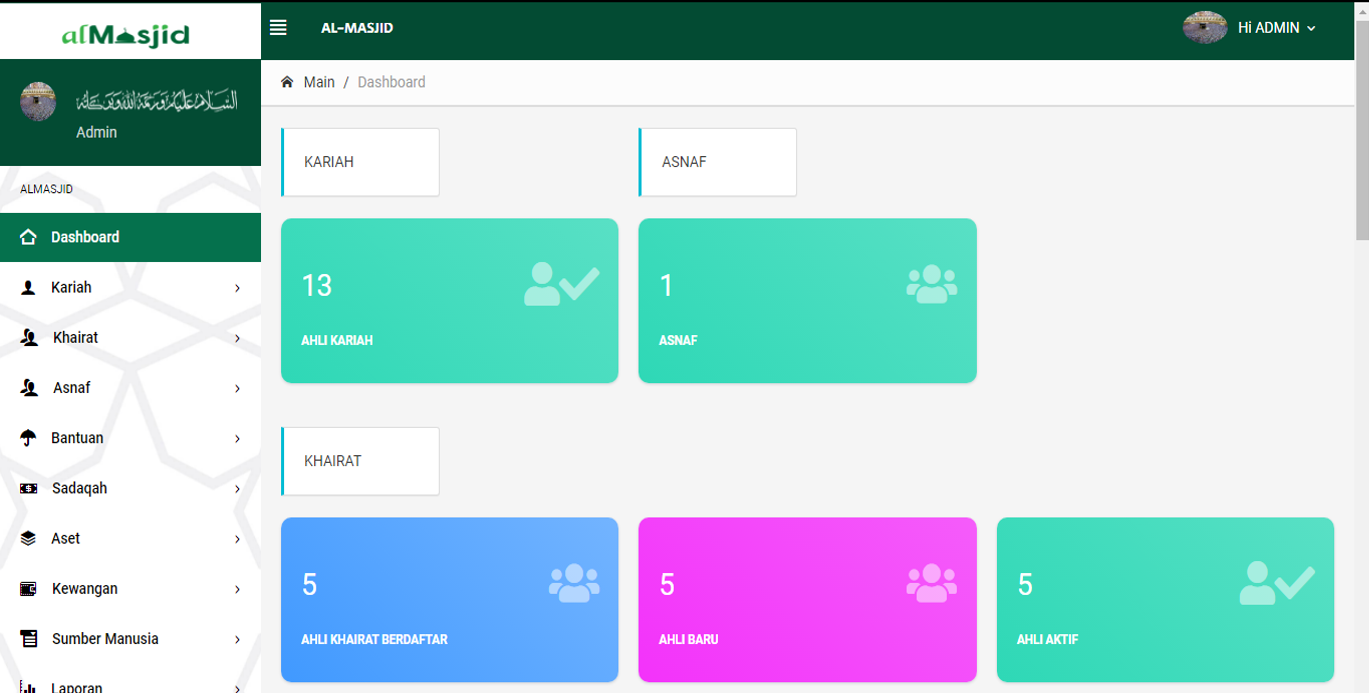 alMasjid
AL-MASJID
Hi ADMIN
السلام عليكم ورحمة الله وبركاته
Admin
Main / Dashboard
ALMASJID
Dashboard
Kariah
Khairat
Asnaf
Bantuan
Sadaqah
Aset
Kewangan
Sumber Manusia
Laporan
KARIAH
ASNAF
13
AHLI KARIAH
1
ASNAF
KHAIRAT
5
AHLI KHAIRAT BERDAFTAR
5
AHLI BARU
5
AHLI AKTIF